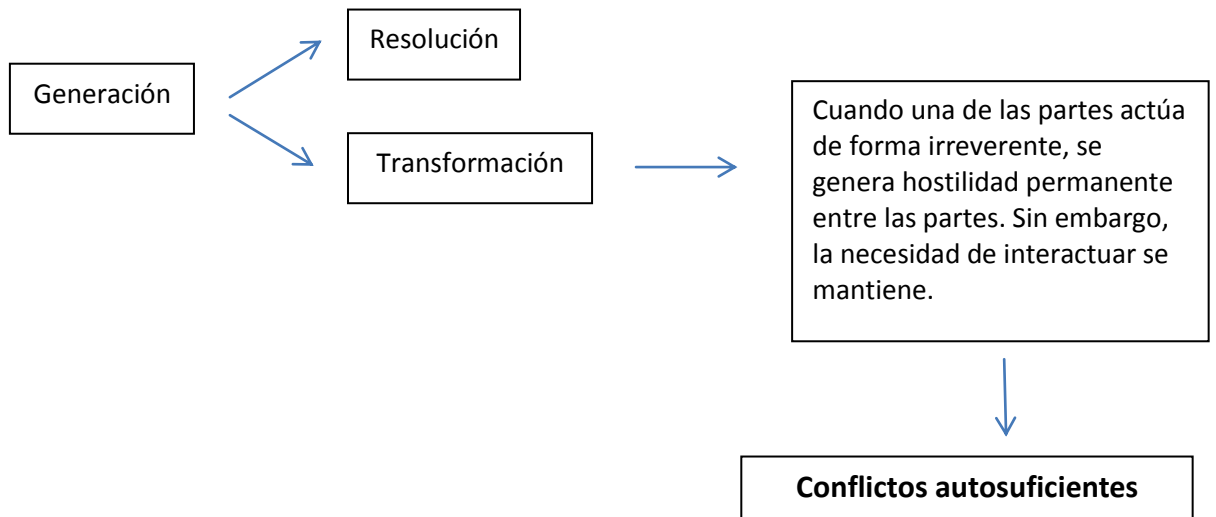 Resolución
Generación
Transformación
Cuando una de las partes actúa
de forma irreverente, se
genera hostilidad permanente
entre las partes. Sin embargo,
la necesidad de interactuar se
mantiene.
Conflictos autosuficientes